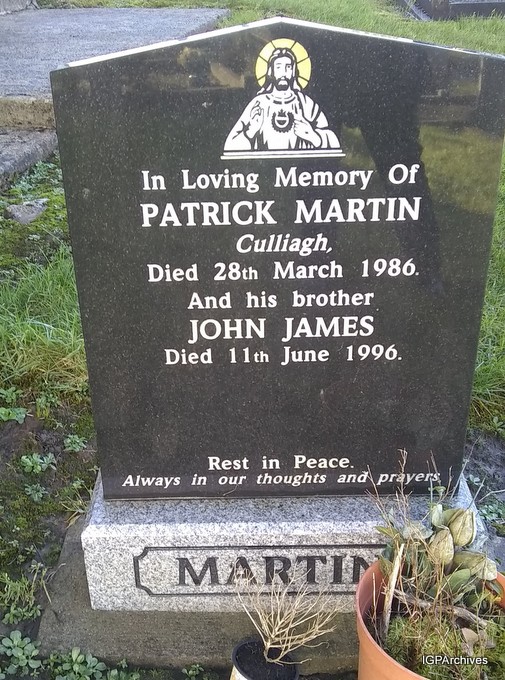 In Loving Memory Of
PATRICK MARTIN
Culliagh,
Died 28th March 1986.
And his brother
JOHN JAMES
Died 11th June 1996.
Rest in Peace.
Always in our thoughts and prayers
MARTIN
IGPArchives